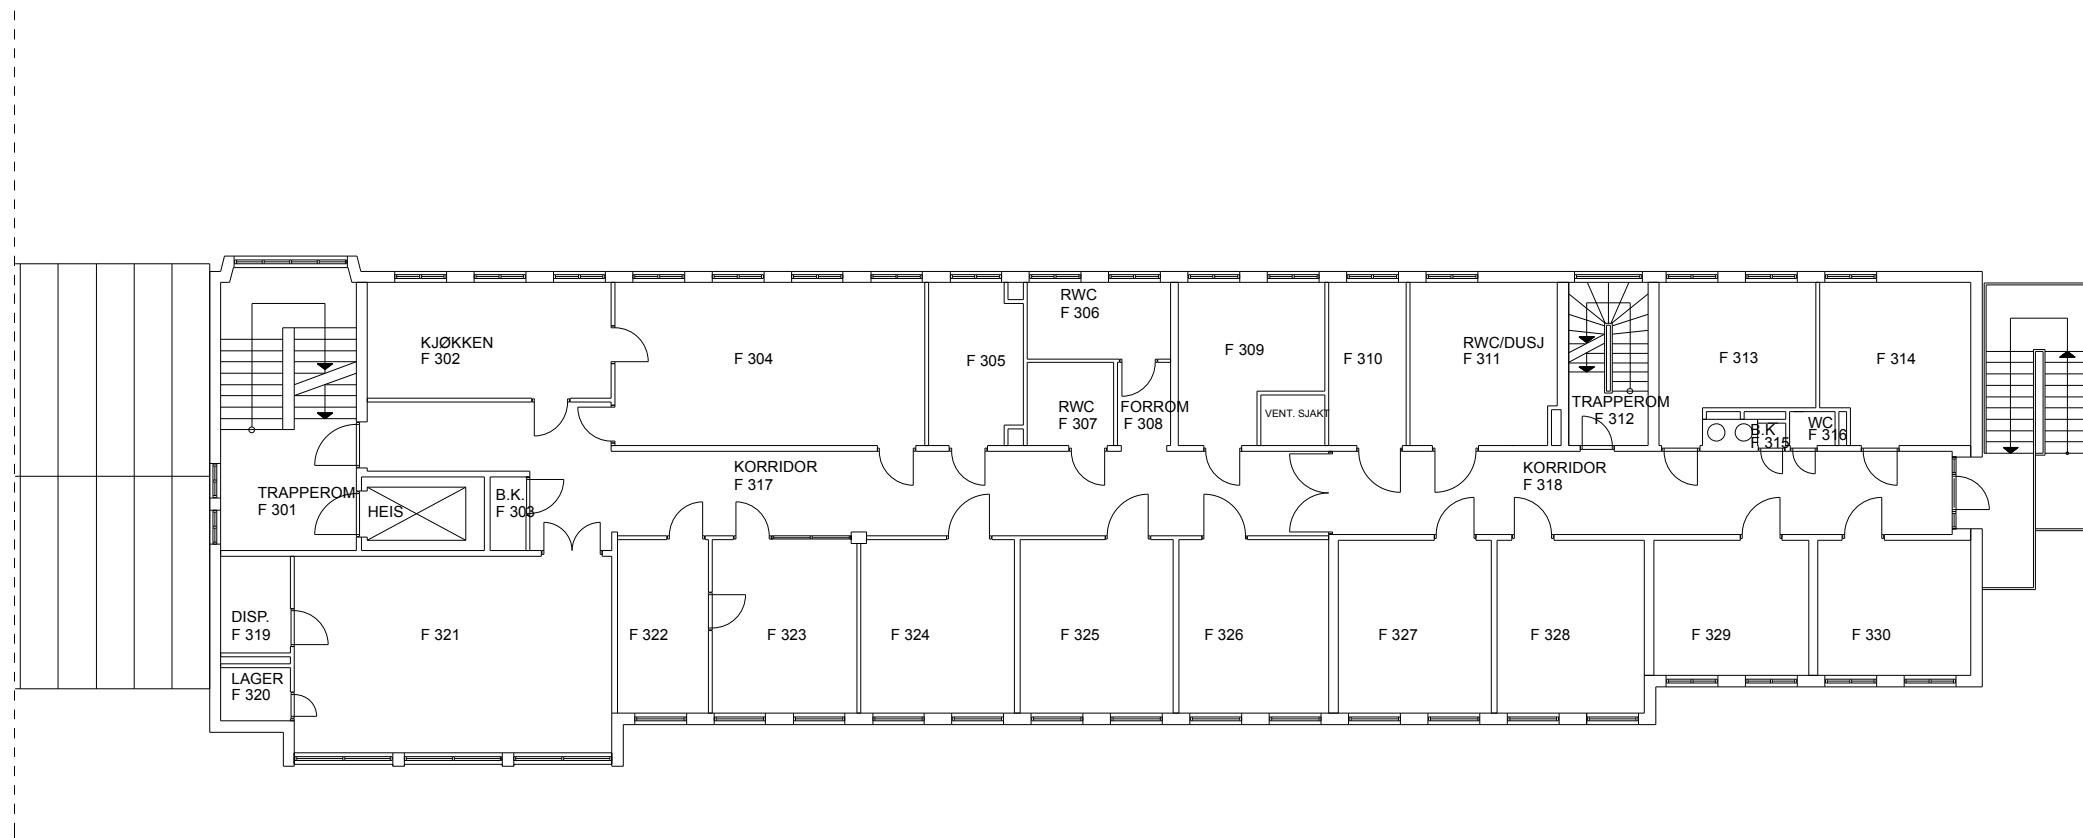 RWC
F 306
KJØKKEN
F 302
F 304
F 305
F 309
F 310
RWC/DUSJ
F 311
F 313
F 314
RWC
F 307
FORROM
F 308
VENT. SJAKT
TRAPPEROM
F 312
B.K
F 315
WC
F 316
KORRIDOR
F 317
KORRIDOR
F 318
TRAPPEROM
F 301
HEIS
B.K.
F 303
DISP.
F 319
F 321
F 322
F 323
F 324
F 325
F 326
F 327
F 328
F 329
F 330
LAGER
F 320